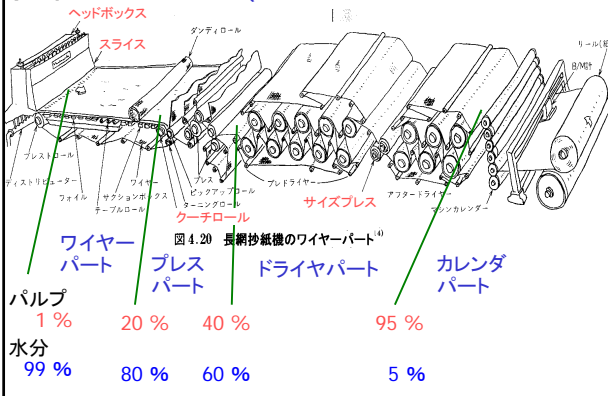 ヘッドボックス
スライス
ダンディロール
リール(紙
B/M計
ブレストロール
ディストリビューター
フォイル
テーブルロール
サクションボックス
ワイヤー
ターニングロール
ピックアップロール
プレス
クーチロール
プレドライヤー
サイズプレス
アフタードライヤー
マシンカレンダー
図4.20 長網抄紙機のワイヤーパート
ワイヤー
パート
プレス
パート
ドライヤパート
カレンダ
パート
パルプ
1 % 20 % 40 % 95 %
水分
99 % 80 % 60 % 5 %